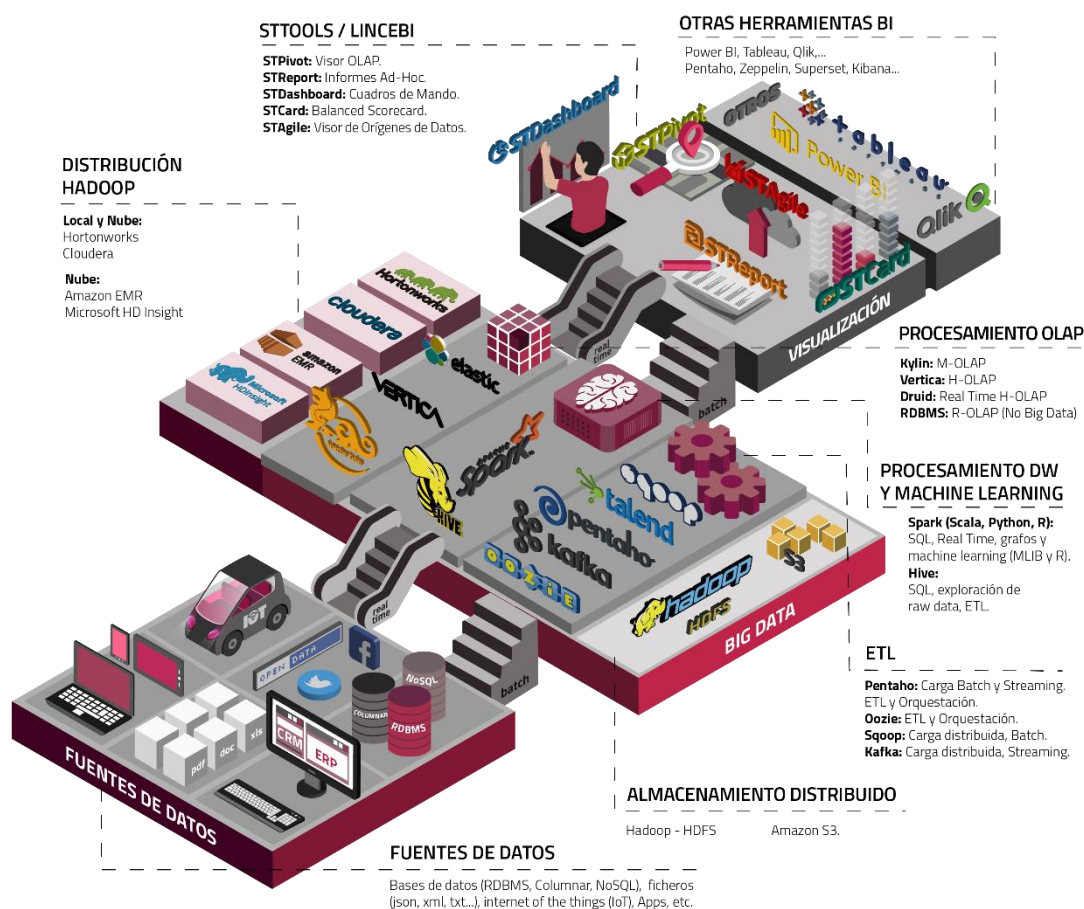 STTOOLS / LINCEBI
STPivot: Visor OLAP.
STReport: Informes Ad-Hoc.
STDashboard: Cuadros de Mando.
STCard: Balanced Scorecard.
STAgile: Visor de Orígenes de Datos.
OTRAS HERRAMIENTAS BI
Power BI, Tableau, Qlik,...
Pentaho, Zeppelin, Superset, Kibana...
STDashboard
STPivot
OTROS
tableau
Power BI
Qlik
STAgile
STReport
STCard
VISUALIZACIÓN
DISTRIBUCIÓN
HADOOP
Local y Nube:
Hortonworks
Cloudera
Nube:
Amazon EMR
Microsoft HD Insight
Hortonworks
cloudera
amazon
EMR
Microsoft
HDInsight
elastic
VERTICA
real
time
batch
PROCESAMIENTO OLAP
Kylin: M-OLAP
Vertica: H-OLAP
Druid: Real Time H-OLAP
RDBMS: R-OLAP (No Big Data)
PROCESAMIENTO DW
Y MACHINE LEARNING
Spark (Scala, Python, R):
SQL, Real Time, grafos y
machine learning (MLIB y R).
Hive:
SQL, exploración de
raw data, ETL.
APACHE
Spark
HIVE
sqoop
talend
pentaho
kafka
OOZIE
S3
hadoop
HDFS
BIG DATA
ETL
Pentaho: Carga Batch y Streaming.
ETL y Orquestación.
Oozie: ETL y Orquestación.
Sqoop: Carga distribuida, Batch.
Kafka: Carga distribuida, Streaming.
real
time
batch
IoT
OPEN DATA
NoSQL
COLUMNAR
RDBMS
CRM
ERP
pdf
doc
xls
FUENTES DE DATOS
ALMACENAMIENTO DISTRIBUIDO
Hadoop - HDFS
Amazon S3.
FUENTES DE DATOS
Bases de datos (RDBMS, Columnar, NoSQL), ficheros
(json, xml, txt...), internet of the things (IoT), Apps, etc.